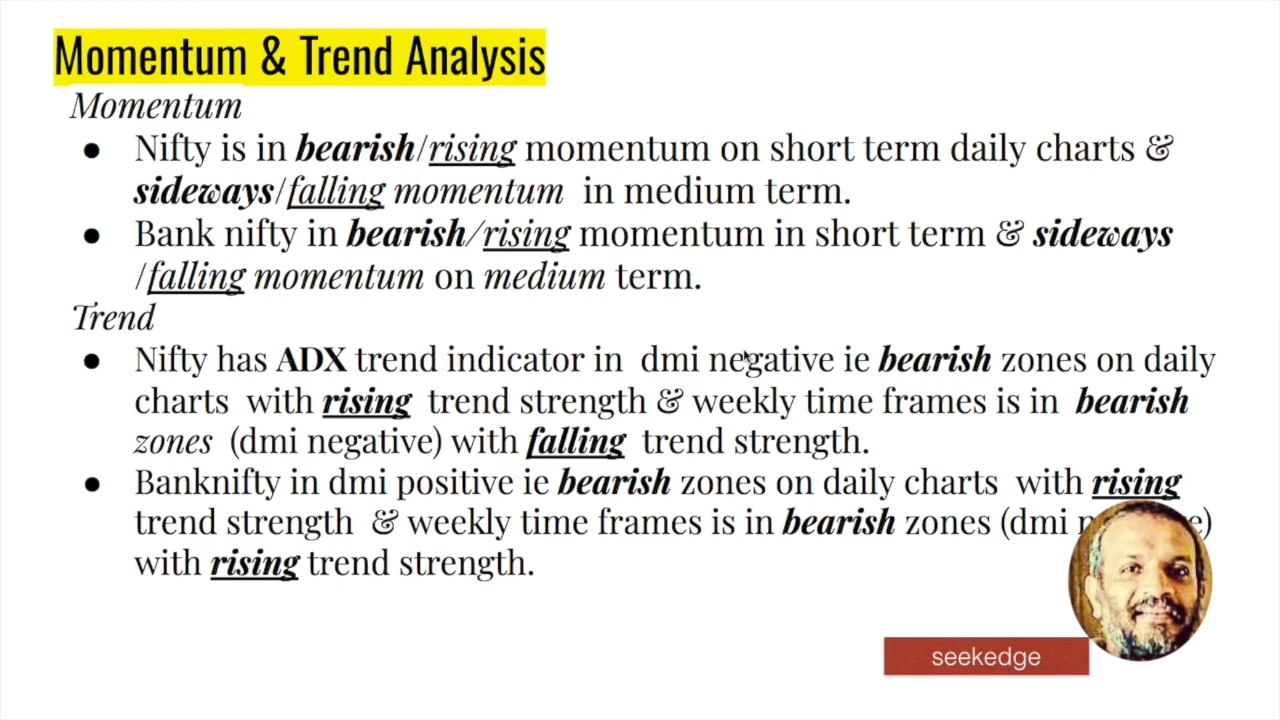 Momentum & Trend Analysis
Momentum
● Nifty is in bearish/rising momentum on short term daily charts &
sideways/falling momentum in medium term.
● Bank nifty in bearish/rising momentum in short term & sideways
/falling momentum on medium term.
Trend
● Nifty has ADX trend indicator in dmi negative ie bearish zones on daily
charts with rising trend strength & weekly time frames is in bearish
zones (dmi negative) with falling trend strength.
● Banknifty in dmi positive ie bearish zones on daily charts with rising
trend strength & weekly time frames is in bearish zones (dmi
with rising trend strength.
seekedge